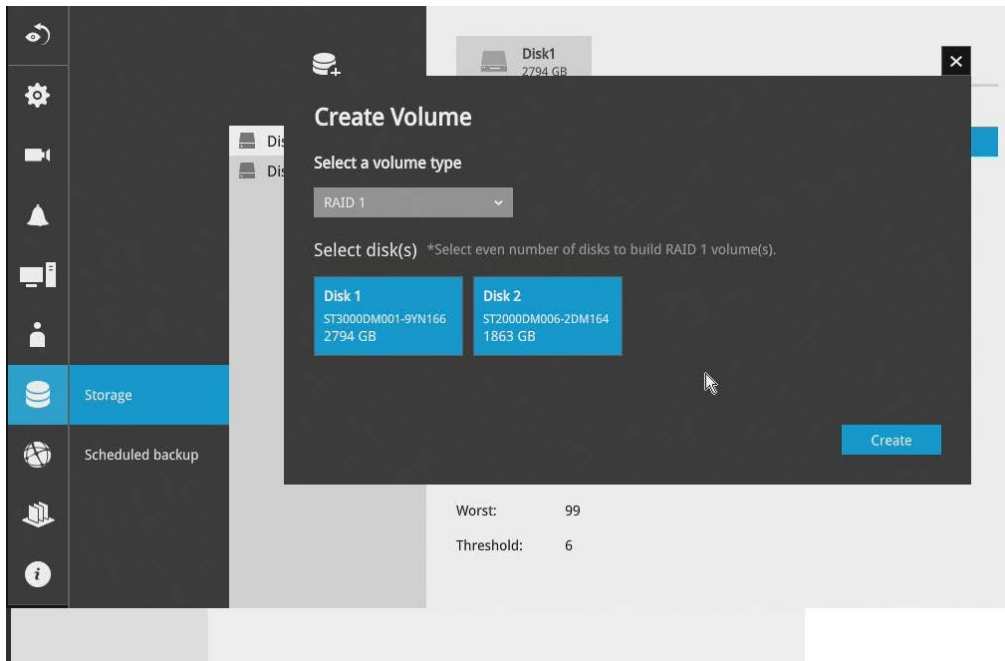 Disk1
2794 GB
Create Volume
Select a volume type
RAID 1
Select disk(s) *Select even number of disks to build RAID 1 volume(s).
Disk 1
ST3000DM001-9YN166
2794 GB
Disk 2
ST2000DM006-2DM164
1863 GB
Create
Storage
Scheduled backup
Worst: 99
Threshold: 6